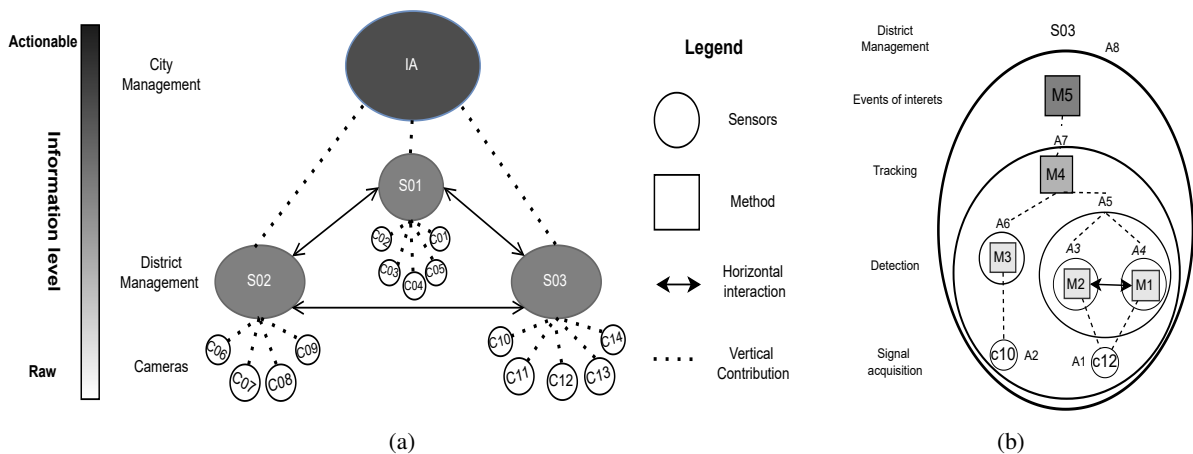 Actionable
Information level
Raw
City
Management
District
Management
Cameras
IA
S01
S02
S03
C02
C01
C03
C05
C04
C06
C07
C08
C09
C10
C11
C12
C13
C14
Legend
Sensors
Method
Horizontal
interaction
Vertical
Contribution
(a)
District
Management
S03
A8
Events of interets
M5
A7
Tracking
M4
A5
A6
M3
Detection
A3
A4
M2
M1
Signal
acquisition
c10
A2
A1
c12
(b)